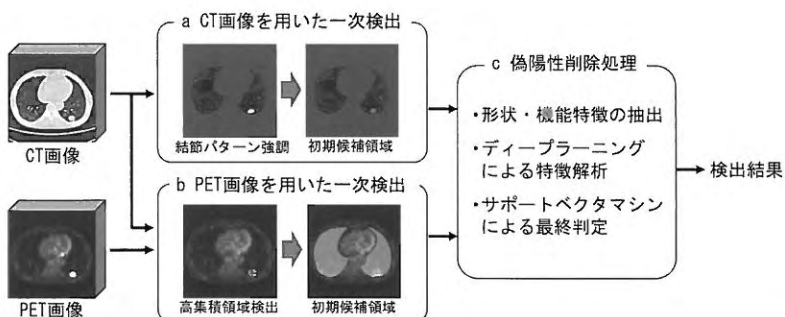 a CT画像を用いた一次検出
結節パターン強調
初期候補領域
CT画像
b PET画像を用いた一次検出
高集積領域検出
初期候補領域
PET画像
c 偽陽性削除処理
・形状・機能特徴の抽出
・ディープラーニング
による特徴解析
・サポートベクタマシン
による最終判定
検出結果